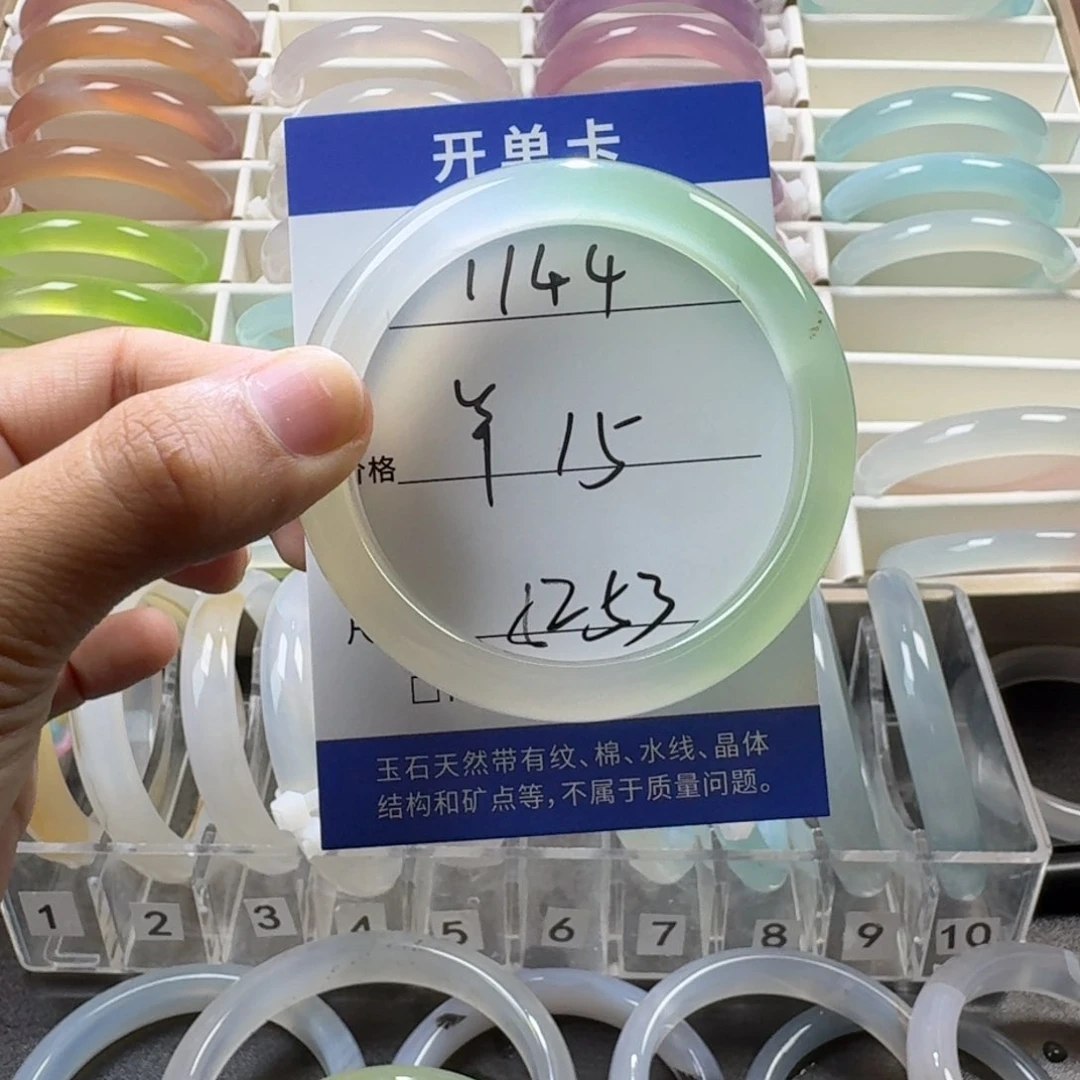 开单卡
1144
价格 ¥ 15
尺
玉石天然带有纹、棉、水线、晶体
结构和矿点等,不属于质量问题。
1 2 3 4 5 6 7 8 9 10